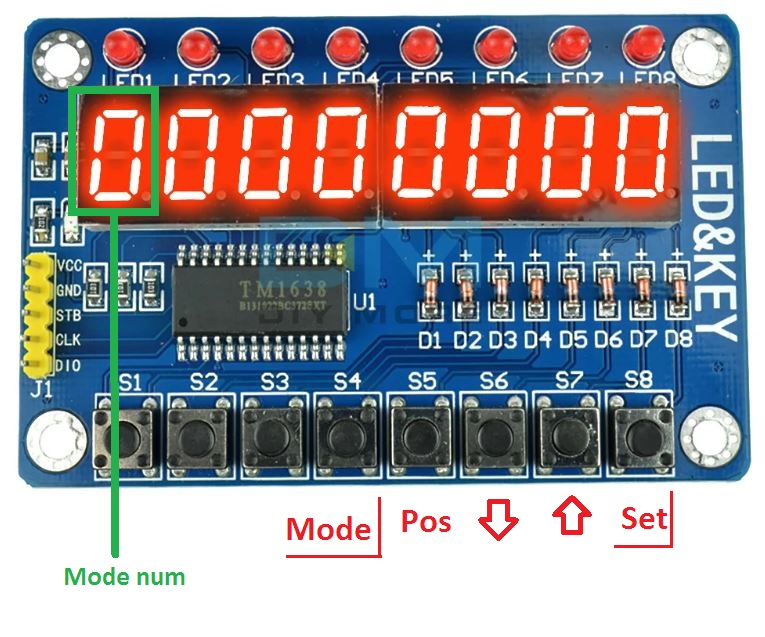 LED1 LED2 LED3 LED4 LED5 LED6 LED7 LED8
0000 0000
LED&KEY
VCC
GND
STB
CLK
DIO
J1
TM1638
U1
+ + + + + + + +
D1 D2 D3 D4 D5 D6 D7 D8
S1 S2 S3 S4 S5 S6 S7 S8
Mode Pos Set
Mode num